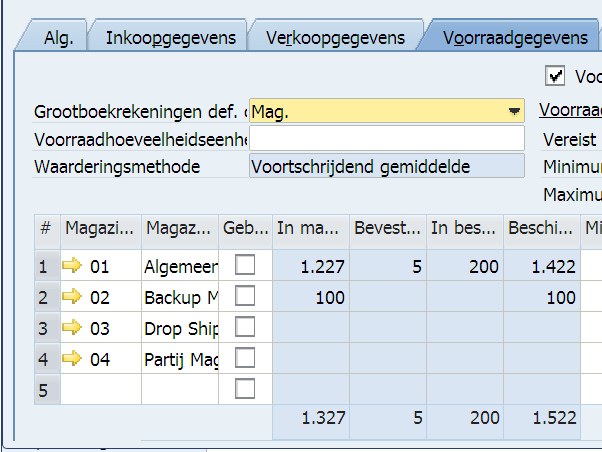 Alg. Inkoopgegevens Verkoopgegevens Voorraadgegevens
Voo
Grootboekrekeningen def. Mag. Voorraad
Voorraadhoeveelheidseenhe Vereist
Waarderingsmethode Voortschrijdend gemiddelde Minimum
Maximu
# Magazi... Magaz... Geb... In ma... Bevest... In bes... Beschi... Mi
1 01 Algemeen 1.227 5 200 1.422
2 02 Backup M 100 100
3 03 Drop Ship
4 04 Partij Mag
5
1.327 5 200 1.522